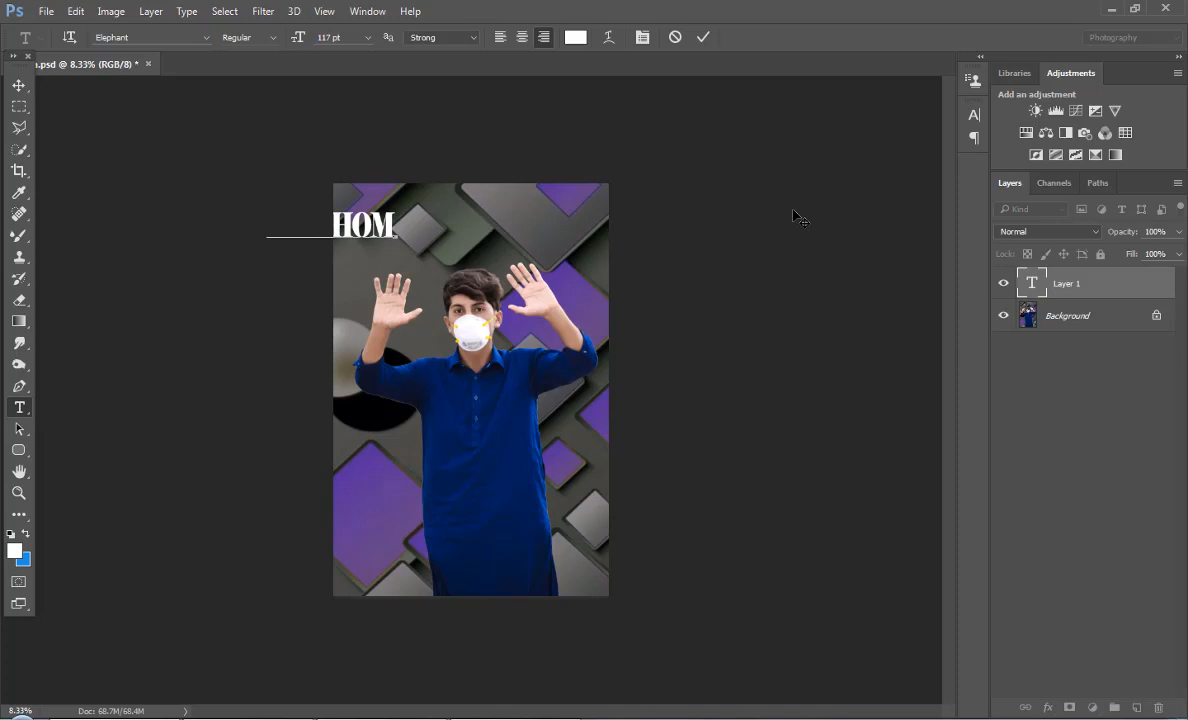 Ps File Edit Image Layer Type Select Filter 3D View Window Help
T Elephant Regular 117 pt aa Strong Photography
.psd @ 8.33% (RGB/8) * ×
Libraries Adjustments
Add an adjustment
Layers Channels Paths
Kind
Normal Opacity: 100%
Lock: Fill: 100%
T Layer 1
Background
HOM
8.33% Doc: 68.7M/68.4M